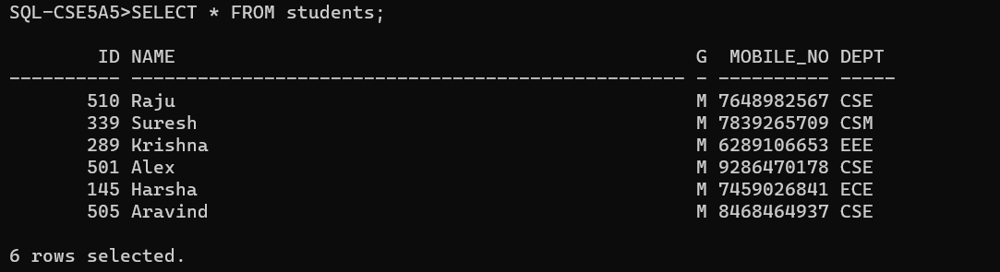 SQL-CSE5A5>SELECT * FROM students;
        ID NAME                                               G  MOBILE_NO DEPT
---------- -------------------------------------------------- - ---------- -----
       510 Raju                                               M 7648982567 CSE
       339 Suresh                                             M 7839265709 CSM
       289 Krishna                                            M 6289106653 EEE
       501 Alex                                               M 9286470178 CSE
       145 Harsha                                             M 7459026841 ECE
       505 Aravind                                            M 8468464937 CSE
6 rows selected.